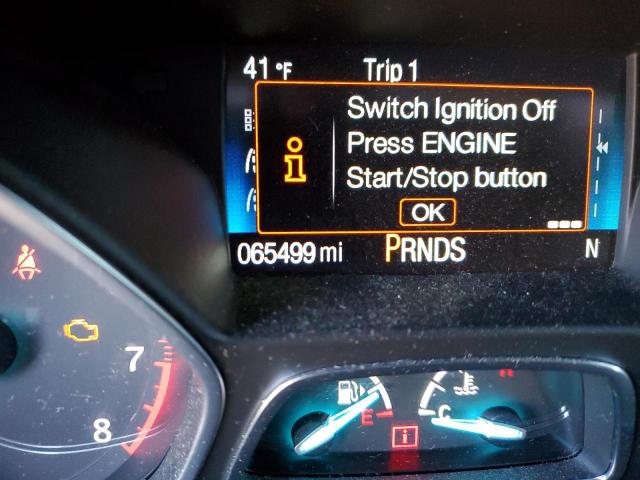 41 °F Trip 1
Switch Ignition Off
Press ENGINE
Start/Stop button
OK
065499 mi PRNDS N
7
8
E
C
H